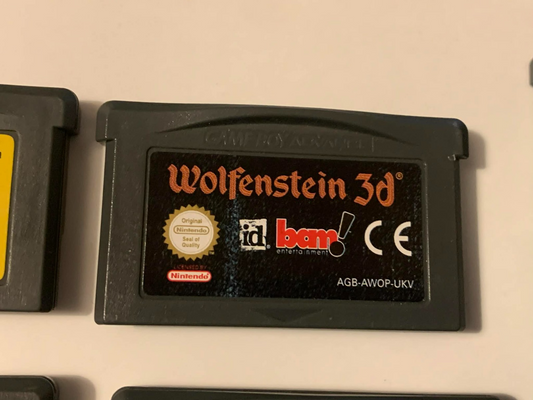 GAME BOY ADVANCE
Wolfenstein 3d®
Original
Nintendo
Seal of
Quality
id
bam!
entertainment
CE
Nintendo
AGB-AWOP-UKV